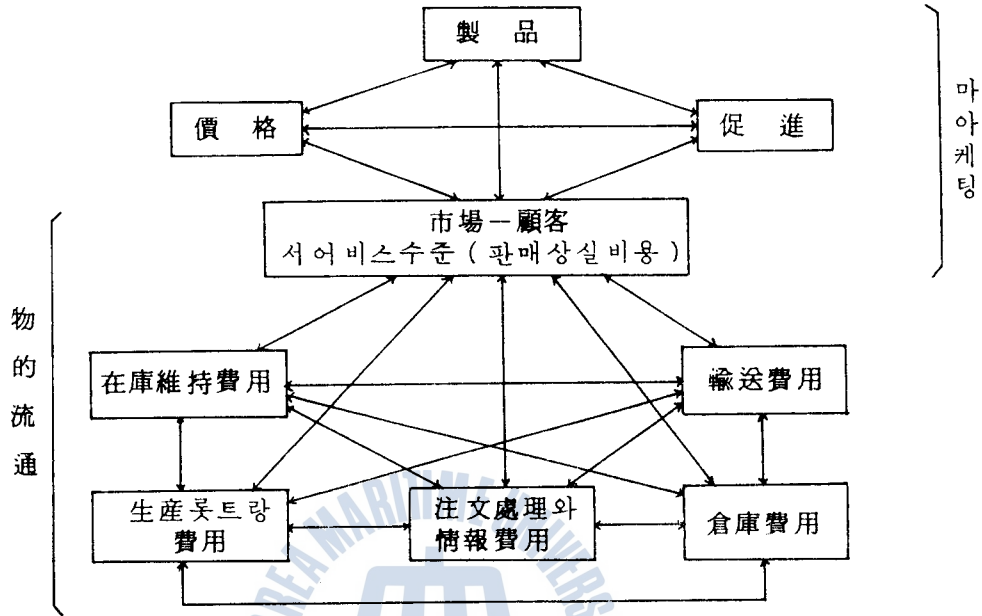 製 品
價 格
促 進
마아케팅
市場－顧客
서어비스수준 ( 판매상실비용 )
物的流通
在庫維持費用
輸送費用
生産롯트량
費用
注文處理와
情報費用
倉庫費用
KOREA MARITIME UNIVERS